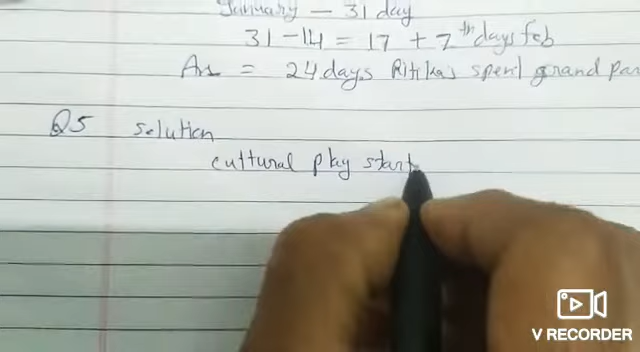 January - 31 day
31 - 14 = 17 + 7th days feb
Ans = 24 days Ritikas spent grand par
Q5 solution
cultural play start
V RECORDER